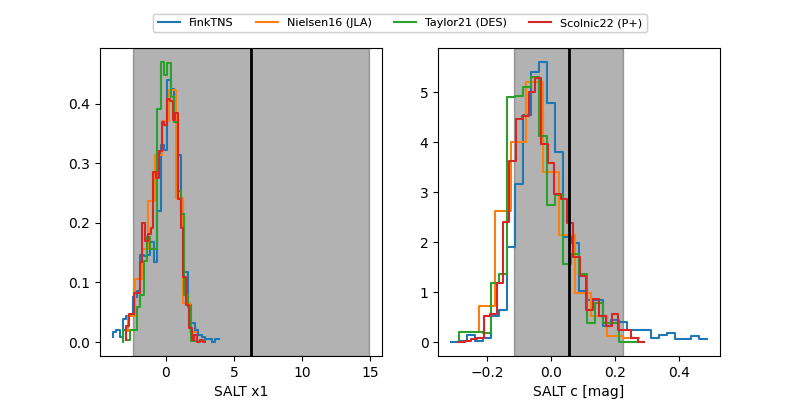 FinkTNS Nielsen16 (JLA) Taylor21 (DES) Scolnic22 (P+)
0.4
0.3
0.2
0.1
0.0
0 5 10 15
SALT x1
5
4
3
2
1
0
−0.2 0.0 0.2 0.4
SALT c [mag]